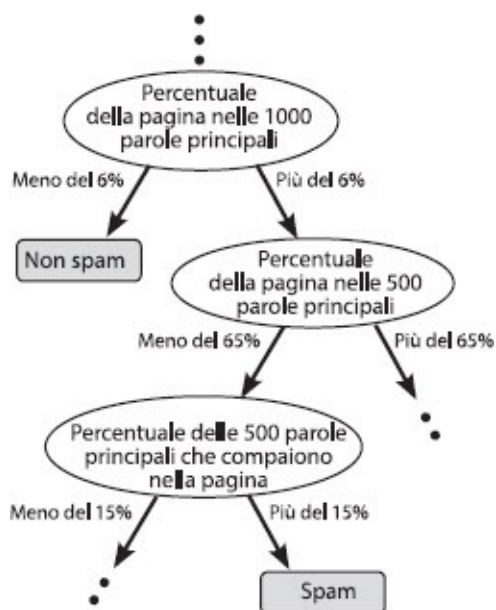 Percentuale
della pagina nelle 1000
parole principali
Meno del 6%
Più del 6%
Non spam
Percentuale
della pagina nelle 500
parole principali
Meno del 65%
Più del 65%
Percentuale delle 500 parole
principali che compaiono
nella pagina
Meno del 15%
Più del 15%
Spam